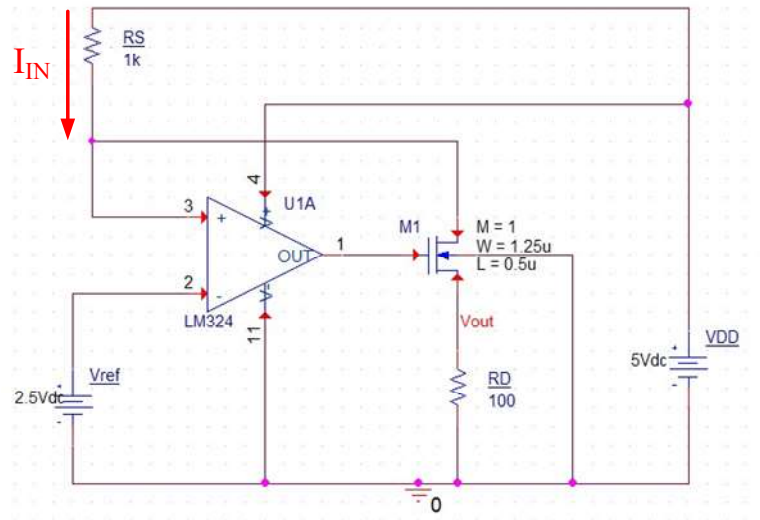 RS
1k
I_IN
4
3
U1A
+
V+
M1
M = 1
W = 1.25u
L = 0.5u
1
OUT
2
-
V-
LM324
11
Vout
Vref
2.5Vdc
+
-
RD
100
VDD
5Vdc
+
-
0